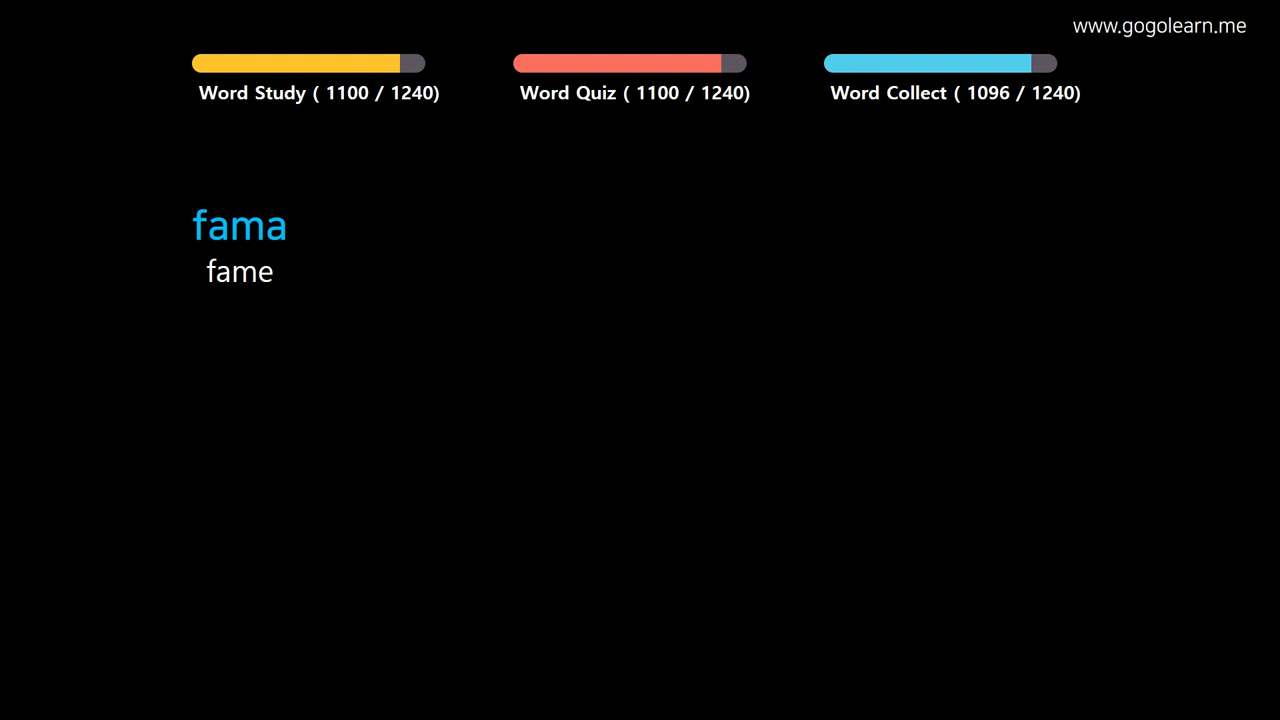 www.gogolearn.me
Word Study ( 1100 / 1240)
Word Quiz ( 1100 / 1240)
Word Collect ( 1096 / 1240)
fama
fame